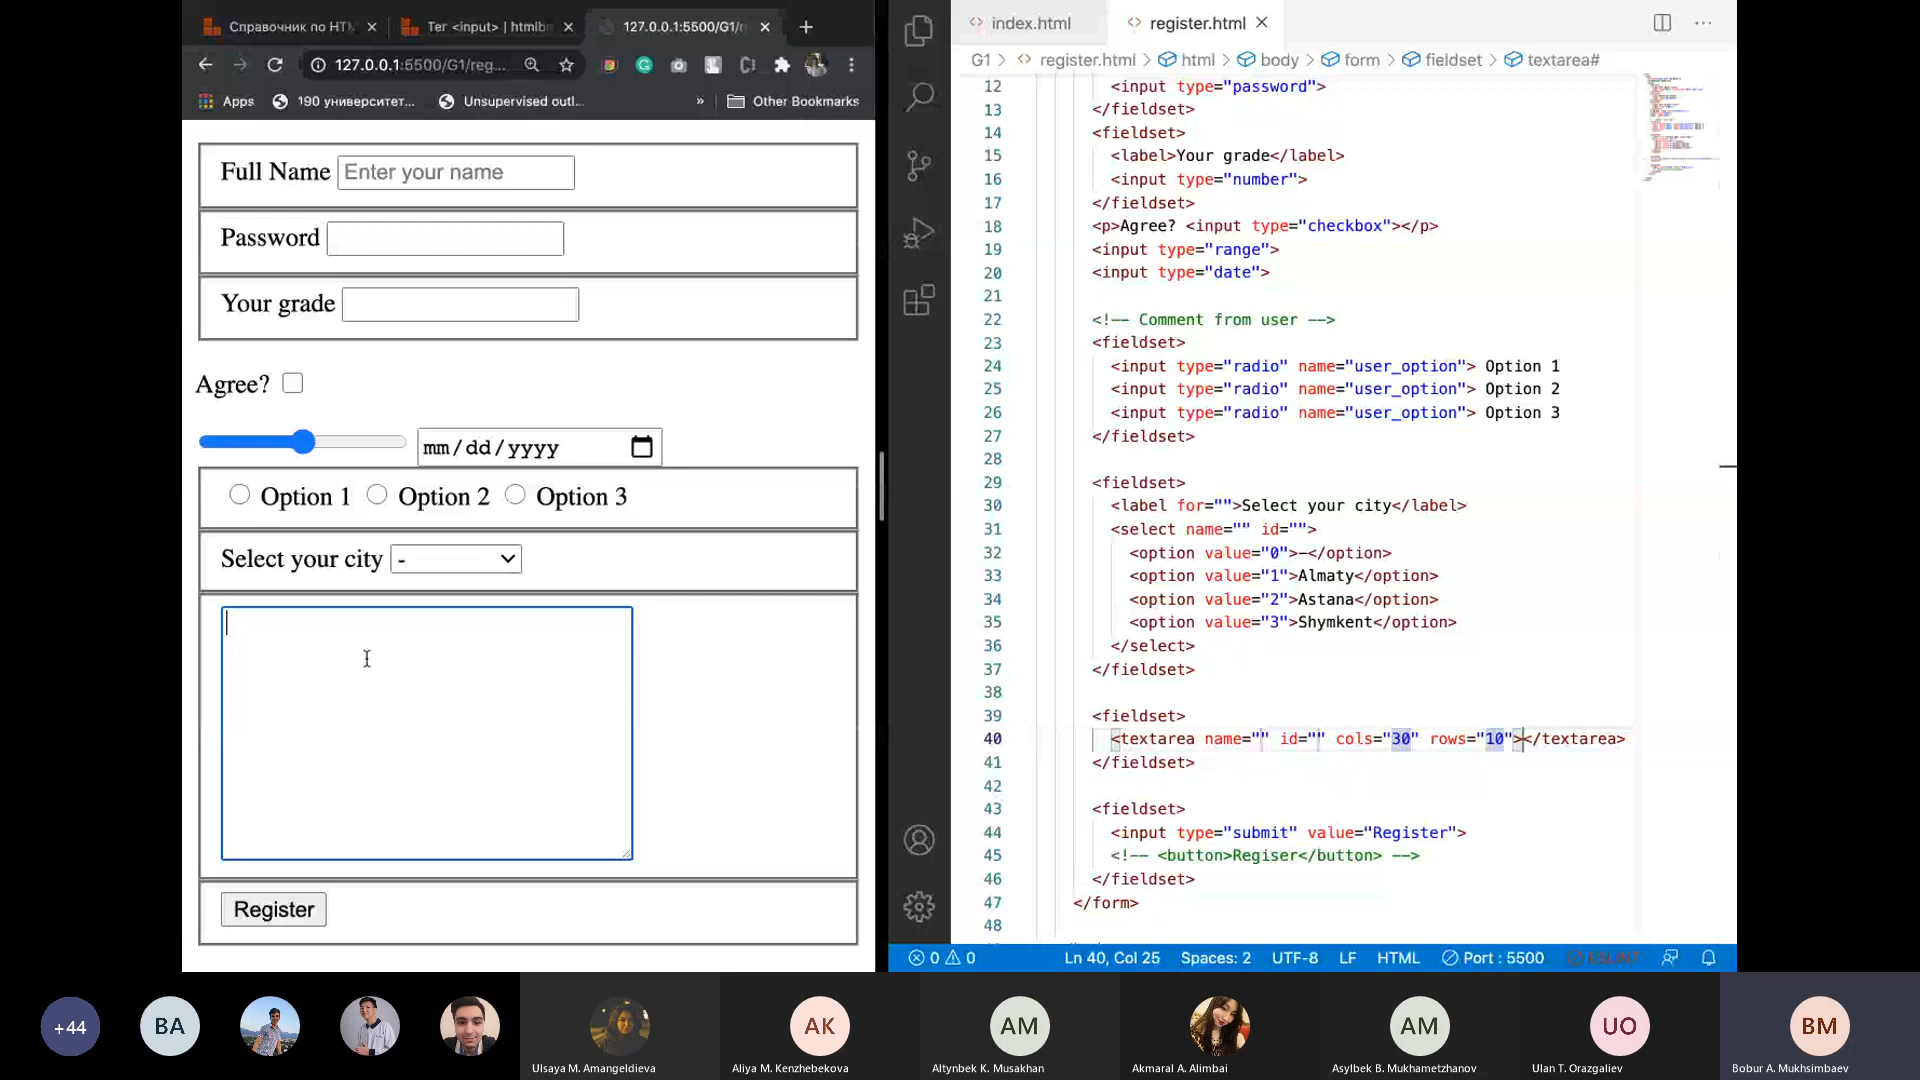 Справочник по HTM
Тег <input> | htmlb
127.0.0.1:5500/G1/r
127.0.0.1:5500/G1/reg...
Apps
190 университет...
Unsupervised outl...
»
Other Bookmarks
Full Name Enter your name
Password
Your grade
Agree?
mm/dd/yyyy
Option 1 Option 2 Option 3
Select your city -
Register
index.html
register.html
G1 > register.html > html > body > form > fieldset > textarea#
12 <input type="password">
13 </fieldset>
14 <fieldset>
15 <label>Your grade</label>
16 <input type="number">
17 </fieldset>
18 <p>Agree? <input type="checkbox"></p>
19 <input type="range">
20 <input type="date">
21
22 <!-- Comment from user -->
23 <fieldset>
24 <input type="radio" name="user_option"> Option 1
25 <input type="radio" name="user_option"> Option 2
26 <input type="radio" name="user_option"> Option 3
27 </fieldset>
28
29 <fieldset>
30 <label for="">Select your city</label>
31 <select name="" id="">
32 <option value="0">-</option>
33 <option value="1">Almaty</option>
34 <option value="2">Astana</option>
35 <option value="3">Shymkent</option>
36 </select>
37 </fieldset>
38
39 <fieldset>
40 <textarea name="" id="" cols="30" rows="10"></textarea>
41 </fieldset>
42
43 <fieldset>
44 <input type="submit" value="Register">
45 <!-- <button>Regiser</button> -->
46 </fieldset>
47 </form>
48
0 0 Ln 40, Col 25 Spaces: 2 UTF-8 LF HTML Port : 5500 ESLINT
+44
BA
AK
AM
AM
UO
BM
Ulsaya M. Amangeldieva
Aliya M. Kenzhebekova
Altynbek K. Musakhan
Akmaral A. Alimbai
Asylbek B. Mukhametzhanov
Ulan T. Orazgaliev
Bobur A. Mukhsimbaev